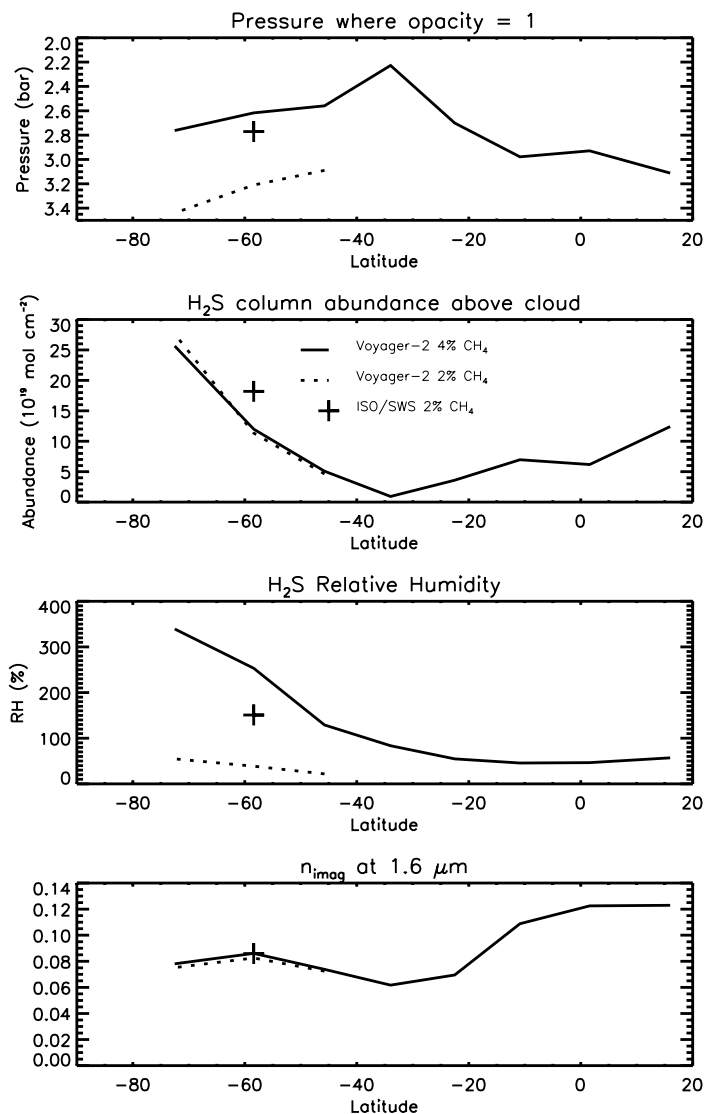 Pressure where opacity = 1
Pressure (bar)
2.0
2.2
2.4
2.6
2.8
3.0
3.2
3.4
−80 −60 −40 −20 0 20
Latitude
H₂S column abundance above cloud
Abundance (10¹⁹ mol cm⁻²)
30
25
20
15
10
5
0
Voyager−2 4% CH₄
Voyager−2 2% CH₄
ISO/SWS 2% CH₄
−80 −60 −40 −20 0 20
Latitude
H₂S Relative Humidity
RH (%)
400
300
200
100
0
−80 −60 −40 −20 0 20
Latitude
nᵢₘₐg at 1.6 μm
0.14
0.12
0.10
0.08
0.06
0.04
0.02
0.00
−80 −60 −40 −20 0 20
Latitude